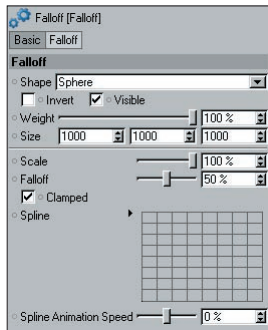 Falloff [Falloff]
Basic Falloff
Falloff
Shape Sphere
Invert Visible
Weight 100 %
Size 1000 1000 1000
Scale 100 %
Falloff 50 %
Clamped
Spline
Spline Animation Speed 0 %